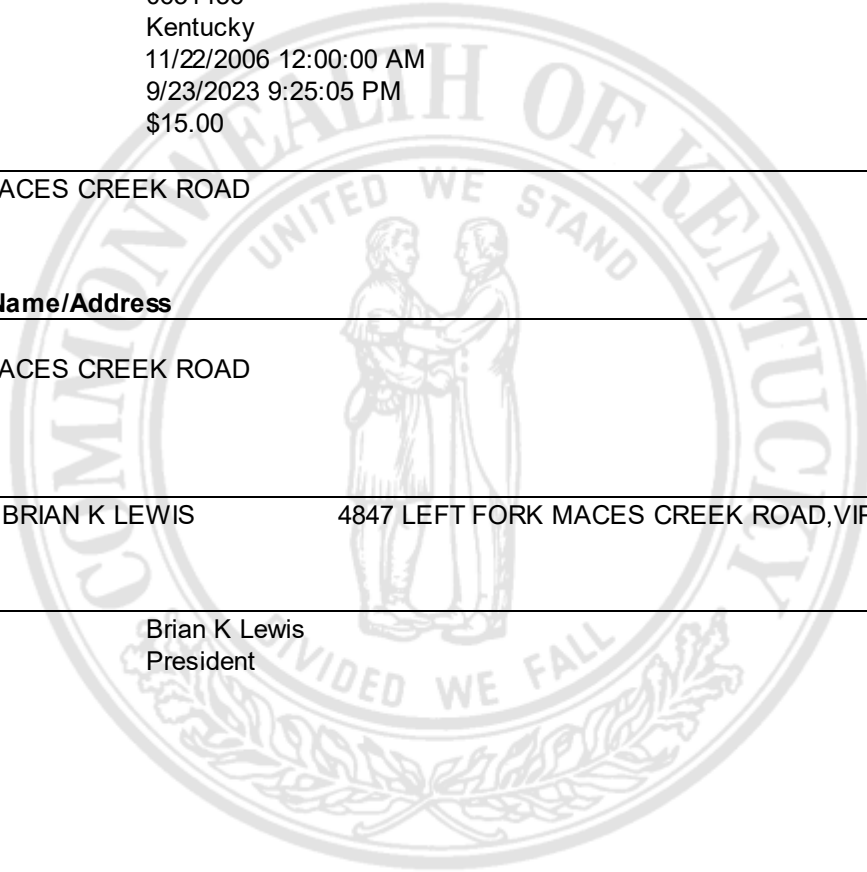 Kentucky
11/22/2006 12:00:00 AM
9/23/2023 9:25:05 PM
$15.00
ACES CREEK ROAD
Name/Address
ACES CREEK ROAD
BRIAN K LEWIS 4847 LEFT FORK MACES CREEK ROAD,VIP
Brian K Lewis
President
COMMONWEALTH OF KENTUCKY
UNITED WE STAND
DIVIDED WE FALL